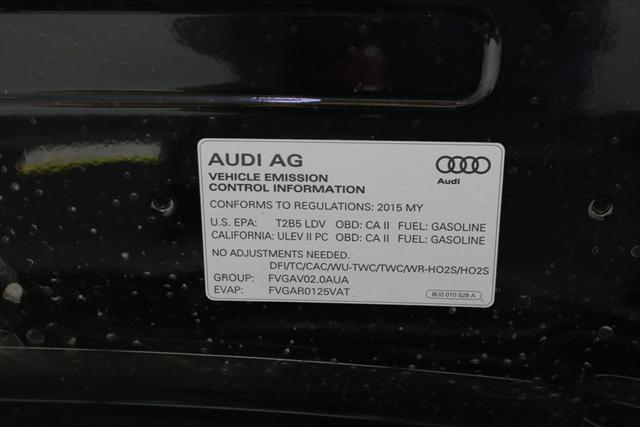 AUDI AG
Audi
VEHICLE EMISSION
CONTROL INFORMATION
CONFORMS TO REGULATIONS: 2015 MY
U.S. EPA: T2B5 LDV OBD: CA II FUEL: GASOLINE
CALIFORNIA: ULEV II PC OBD: CA II FUEL: GASOLINE
NO ADJUSTMENTS NEEDED.
DFI/TC/CAC/WU-TWC/TWC/WR-HO2S/HO2S
GROUP: FVGAV02.0AUA
EVAP: FVGAR0125VAT
8U0 010 528 A